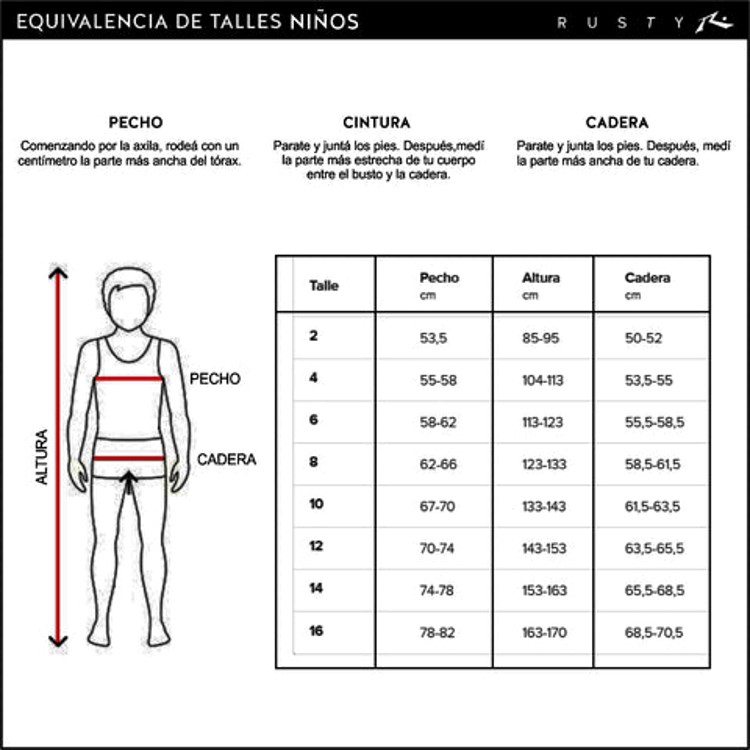 EQUIVALENCIA DE TALLES NIÑOS
R U S T Y
PECHO
Comenzando por la axila, rodeá con un
centímetro la parte más ancha del tórax.
CINTURA
Parate y juntá los pies. Después,medí
la parte más estrecha de tu cuerpo
entre el busto y la cadera.
CADERA
Parate y junta los pies. Después, medí
la parte más ancha de tu cadera.
ALTURA
PECHO
CADERA
Talle Pecho cm Altura cm Cadera cm
2 53,5 85-95 50-52
4 55-58 104-113 53,5-55
6 58-62 113-123 55,5-58,5
8 62-66 123-133 58,5-61,5
10 67-70 133-143 61,5-63,5
12 70-74 143-153 63,5-65,5
14 74-78 153-163 65,5-68,5
16 78-82 163-170 68,5-70,5